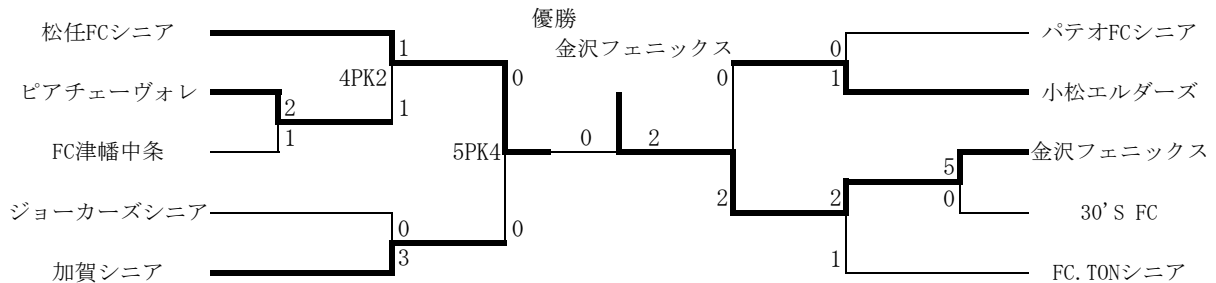 優勝
松任FCシニア
金沢フェニックス
パテオFCシニア
1
0
4PK2
0
0
1
ピアチェーヴォレ
小松エルダーズ
2
1
1
0
2
FC津幡中条
5PK4
金沢フェニックス
5
ジョーカーズシニア
2
2
0
30'S FC
0
0
3
1
加賀シニア
FC.TONシニア